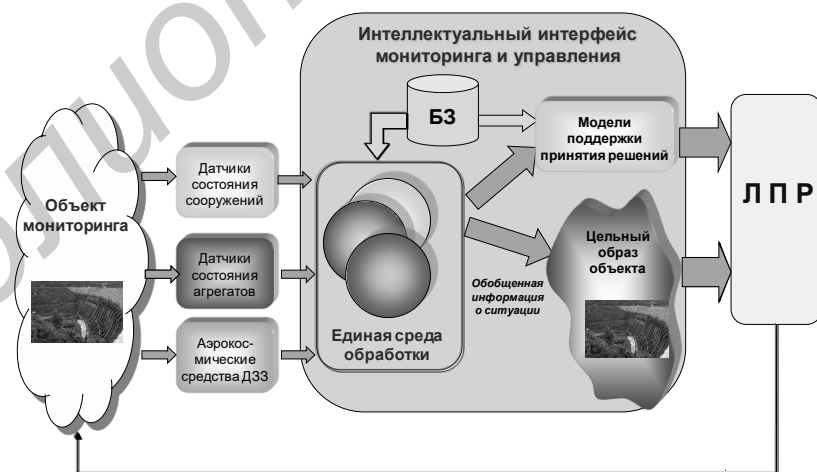 Интеллектуальный интерфейс
мониторинга и управления
БЗ
Модели
поддержки
принятия решений
Л П Р
Датчики
состояния
сооружений
Объект
мониторинга
Датчики
состояния
агрегатов
Цельный
образ
объекта
Обобщенная
информация
о ситуации
Единая среда
обработки
Аэрокос-
мические
средства ДЗЗ